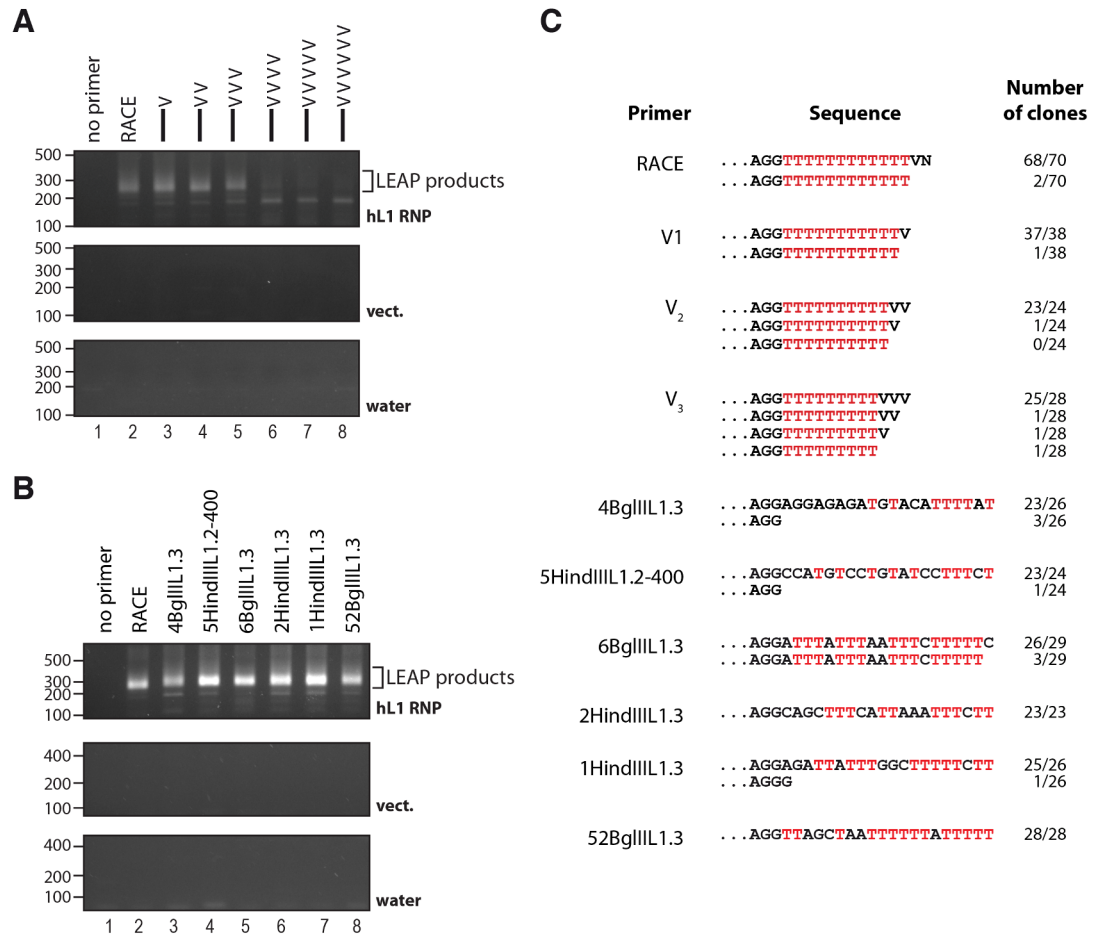 A
no primer
RACE
V
VV
VVV
VVVV
VVVVV
VVVVVV
500
300
200
100
LEAP products
hL1 RNP
500
300
200
100
vect.
500
300
200
100
water
1 2 3 4 5 6 7 8
B
no primer
RACE
4BglIIL1.3
5HindIIIL1.2-400
6BglIIL1.3
2HindIIIL1.3
1HindIIIL1.3
52BglIIL1.3
500
300
200
100
LEAP products
hL1 RNP
400
200
100
vect.
400
200
100
water
1 2 3 4 5 6 7 8
C
Primer Sequence Number of clones
RACE ...AGGTTTTTTTTTTTTVN 68/70
...AGGTTTTTTTTTTTT 2/70
V1 ...AGGTTTTTTTTTTTV 37/38
...AGGTTTTTTTTTTT 1/38
V2 ...AGGTTTTTTTTTTVV 23/24
...AGGTTTTTTTTTTV 1/24
...AGGTTTTTTTTTT 0/24
V3 ...AGGTTTTTTTTTVVV 25/28
...AGGTTTTTTTTTVV 1/28
...AGGTTTTTTTTTV 1/28
...AGGTTTTTTTTT 1/28
4BglIIL1.3 ...AGGAGGAGAGATGTACATTTTAT 23/26
...AGG 3/26
5HindIIIL1.2-400 ...AGGCCATGTCCTGTATCCTTTCT 23/24
...AGG 1/24
6BglIIL1.3 ...AGGATTTATTTAATTTCTTTTTC 26/29
...AGGATTTATTTAATTTCTTTTT 3/29
2HindIIIL1.3 ...AGGCAGCTTTCATTAAATTTCTT 23/23
1HindIIIL1.3 ...AGGAGATTATTTGGCTTTTTCTT 25/26
...AGGG 1/26
52BglIIL1.3 ...AGGTTAGCTAATTTTTTATTTTT 28/28